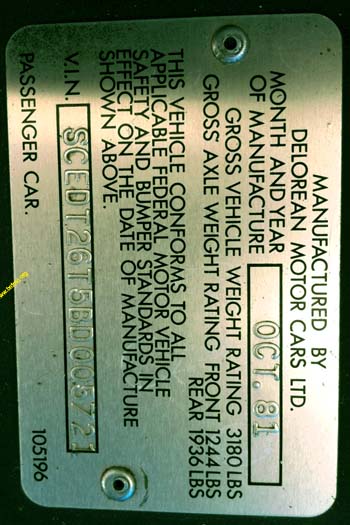 MANUFACTURED BY
DELOREAN MOTOR CARS LTD.
MONTH AND YEAR
OF MANUFACTURE OCT.81
GROSS VEHICLE WEIGHT RATING 3180 LBS
GROSS AXLE WEIGHT RATING FRONT 1244 LBS
REAR 1936 LBS
THIS VEHICLE CONFORMS TO ALL
APPLICABLE FEDERAL MOTOR VEHICLE
SAFETY AND BUMPER STANDARDS IN
EFFECT ON THE DATE OF MANUFACTURE
SHOWN ABOVE.
V.I.N. SCEDT26T5BD006721
PASSENGER CAR.
105196